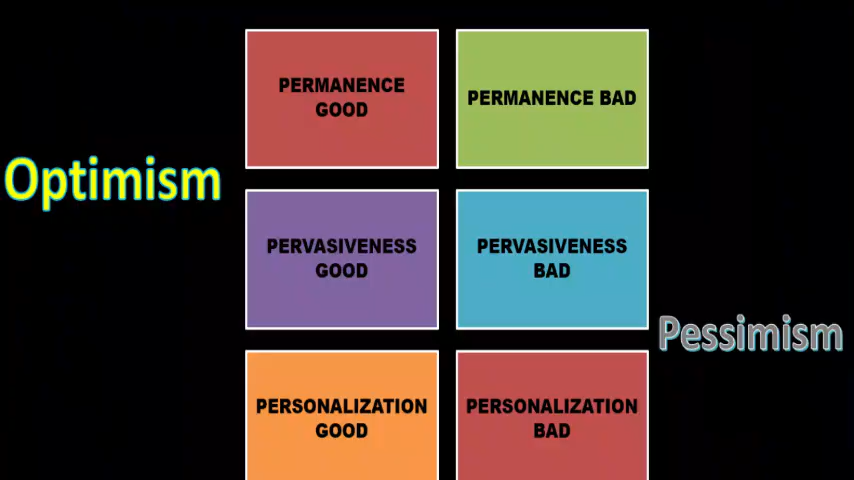 PERMANENCE
GOOD
PERMANENCE BAD
Optimism
PERVASIVENESS
GOOD
PERVASIVENESS
BAD
Pessimism
PERSONALIZATION
GOOD
PERSONALIZATION
BAD